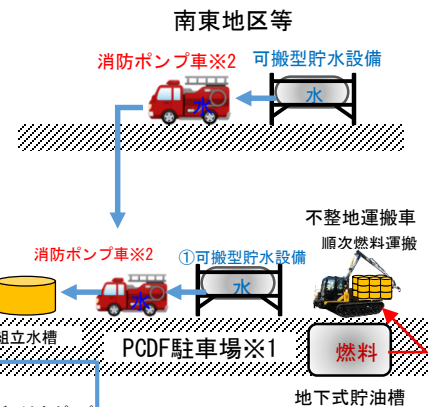 南東地区等
消防ポンプ車※2
可搬型貯水設備
水
水
不整地運搬車
順次燃料運搬
消防ポンプ車※2
①可搬型貯水設備
水
水
組立水槽
PCDF駐車場※1
燃料
地下式貯油槽